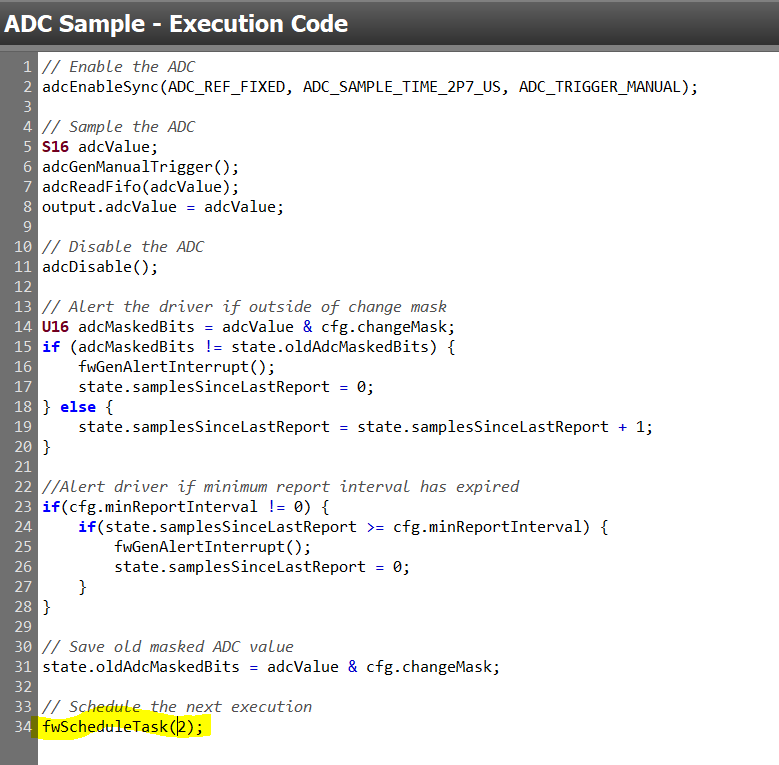 ADC Sample - Execution Code
1 // Enable the ADC
2 adcEnableSync(ADC_REF_FIXED, ADC_SAMPLE_TIME_2P7_US, ADC_TRIGGER_MANUAL);
3
4 // Sample the ADC
5 S16 adcValue;
6 adcGenManualTrigger();
7 adcReadFifo(adcValue);
8 output.adcValue = adcValue;
9
10 // Disable the ADC
11 adcDisable();
12
13 // Alert the driver if outside of change mask
14 U16 adcMaskedBits = adcValue & cfg.changeMask;
15 if (adcMaskedBits != state.oldAdcMaskedBits) {
16     fwGenAlertInterrupt();
17     state.samplesSinceLastReport = 0;
18 } else {
19     state.samplesSinceLastReport = state.samplesSinceLastReport + 1;
20 }
21
22 //Alert driver if minimum report interval has expired
23 if(cfg.minReportInterval != 0) {
24     if(state.samplesSinceLastReport >= cfg.minReportInterval) {
25         fwGenAlertInterrupt();
26         state.samplesSinceLastReport = 0;
27     }
28 }
29
30 // Save old masked ADC value
31 state.oldAdcMaskedBits = adcValue & cfg.changeMask;
32
33 // Schedule the next execution
34 fwScheduleTask(2);